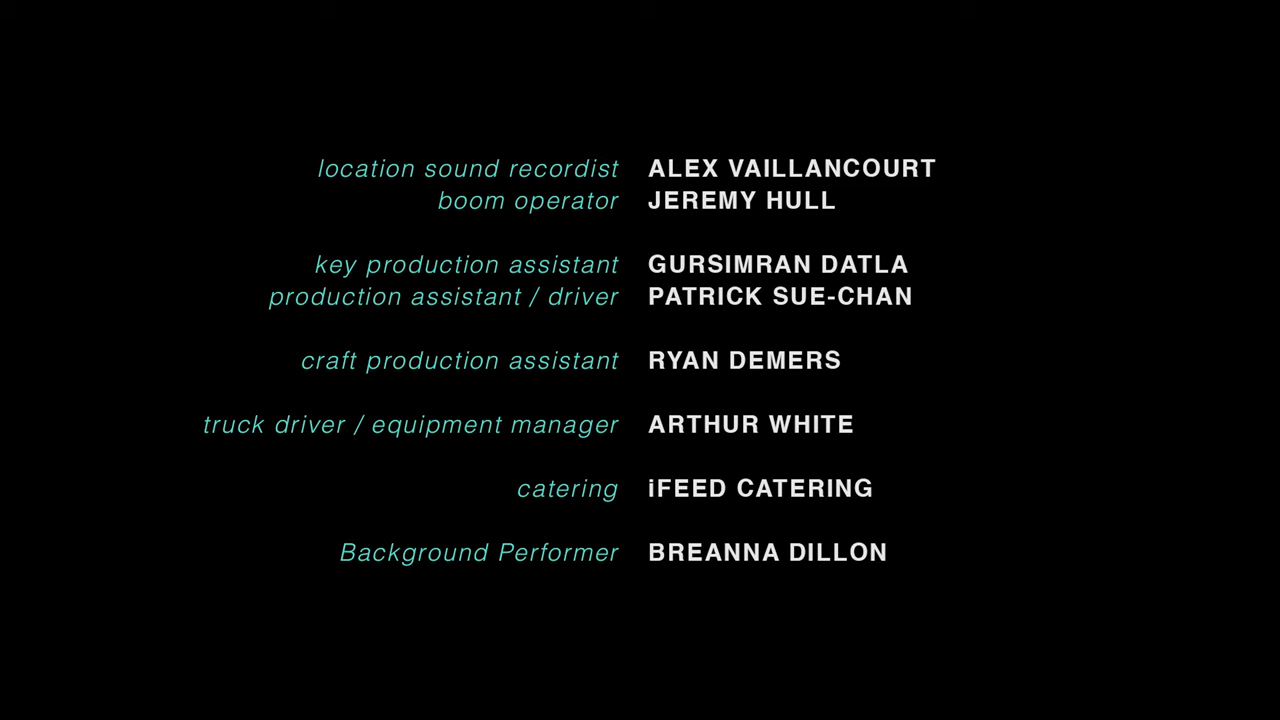 location sound recordist ALEX VAILLANCOURT
boom operator JEREMY HULL
key production assistant GURSIMRAN DATLA
production assistant / driver PATRICK SUE-CHAN
craft production assistant RYAN DEMERS
truck driver / equipment manager ARTHUR WHITE
catering iFEED CATERING
Background Performer BREANNA DILLON